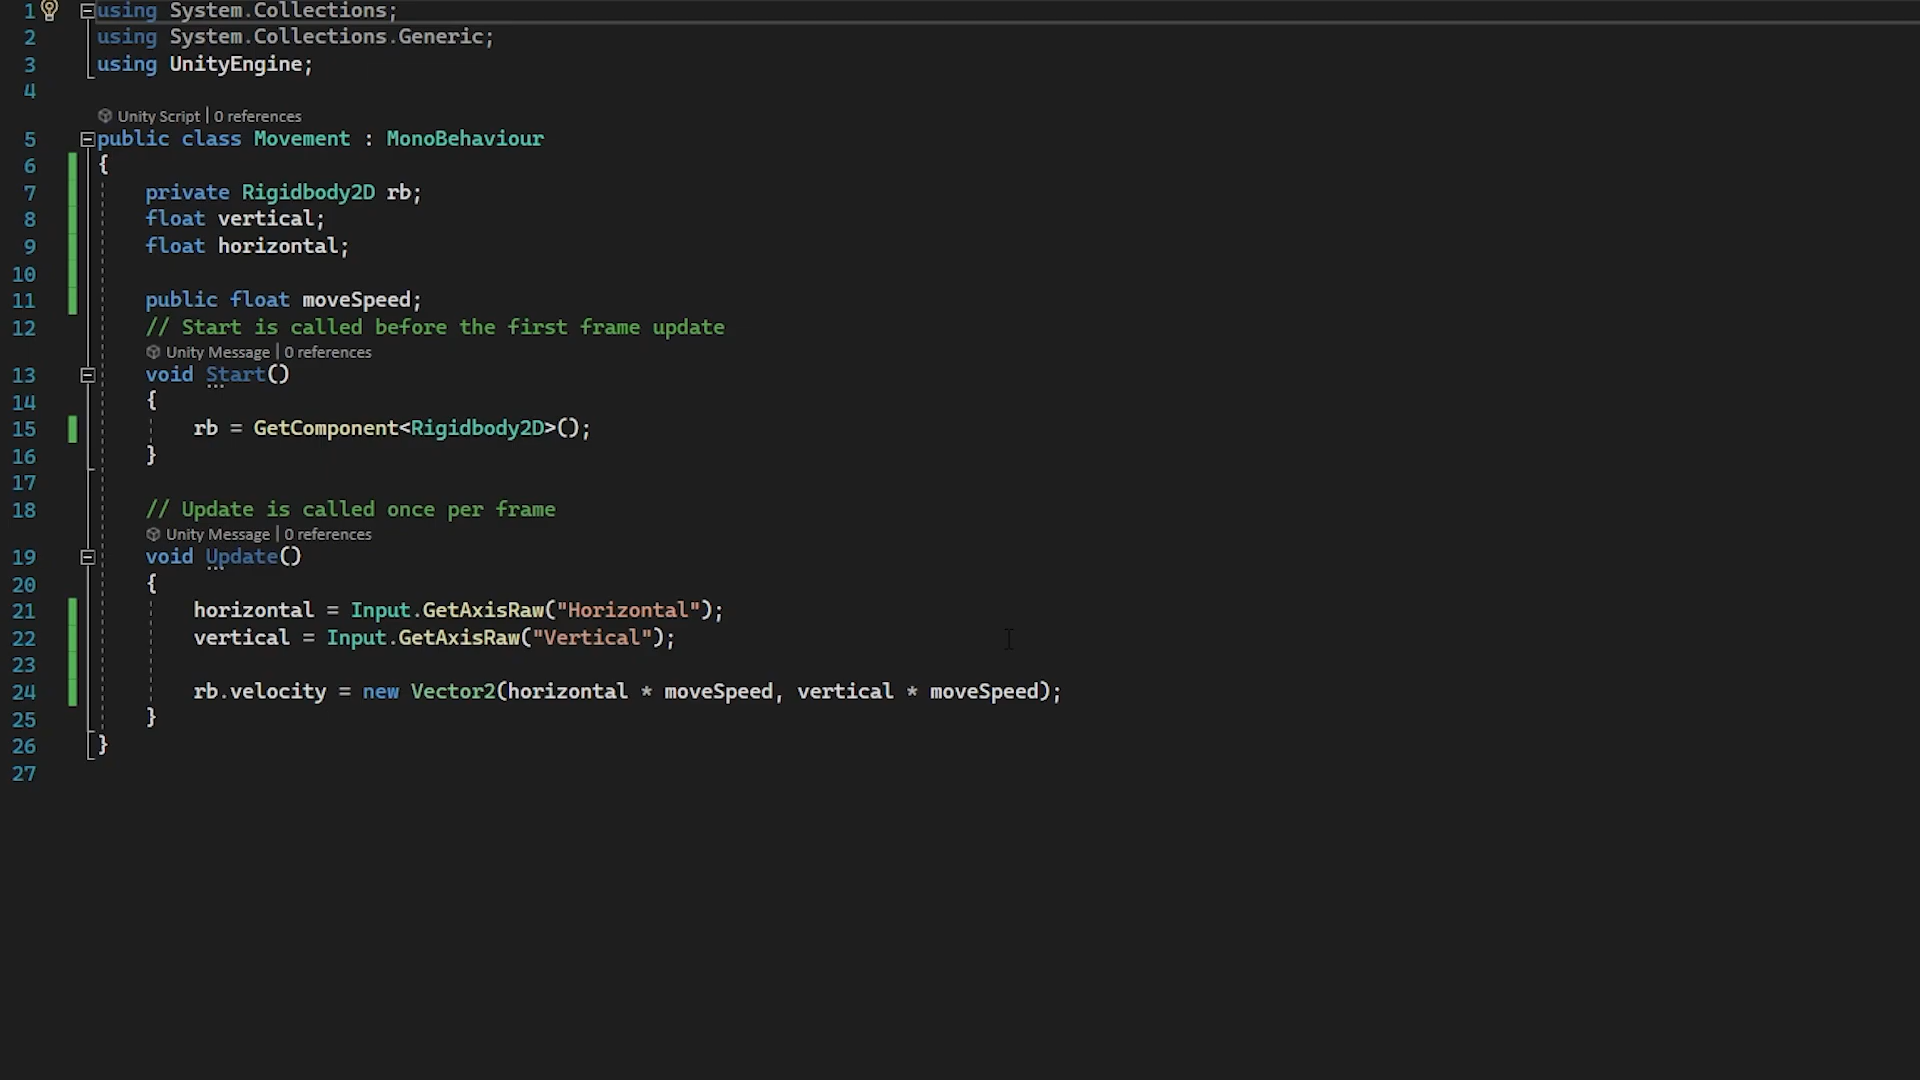 1 using System.Collections;
2 using System.Collections.Generic;
3 using UnityEngine;
4
Unity Script | 0 references
5 public class Movement : MonoBehaviour
6 {
7 private Rigidbody2D rb;
8 float vertical;
9 float horizontal;
10
11 public float moveSpeed;
12 // Start is called before the first frame update
Unity Message | 0 references
13 void Start()
14 {
15 rb = GetComponent<Rigidbody2D>();
16 }
17
18 // Update is called once per frame
Unity Message | 0 references
19 void Update()
20 {
21 horizontal = Input.GetAxisRaw("Horizontal");
22 vertical = Input.GetAxisRaw("Vertical");
23
24 rb.velocity = new Vector2(horizontal * moveSpeed, vertical * moveSpeed);
25 }
26 }
27